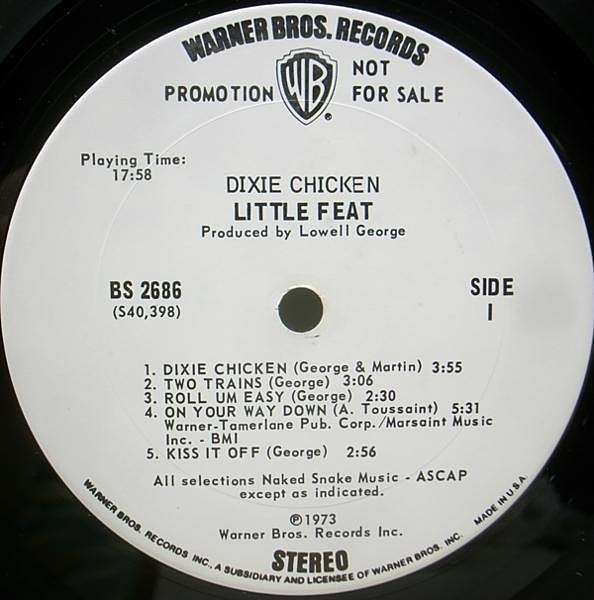 WARNER BROS. RECORDS
PROMOTION WB NOT
FOR SALE
®
Playing Time:
17:58
DIXIE CHICKEN
LITTLE FEAT
Produced by Lowell George
BS 2686
(S40,398)
SIDE
I
1. DIXIE CHICKEN (George & Martin) 3:55
2. TWO TRAINS (George) 3:06
3. ROLL UM EASY (George) 2:30
4. ON YOUR WAY DOWN (A. Toussaint) 5:31
Warner-Tamerlane Pub. Corp./Marsaint Music
Inc. - BMI
5. KISS IT OFF (George) 2:56
All selections Naked Snake Music - ASCAP
except as indicated.
℗1973
Warner Bros. Records Inc.
STEREO
WARNER BROS. RECORDS INC., A SUBSIDIARY AND LICENSEE OF WARNER BROS. INC. MADE IN U.S.A.